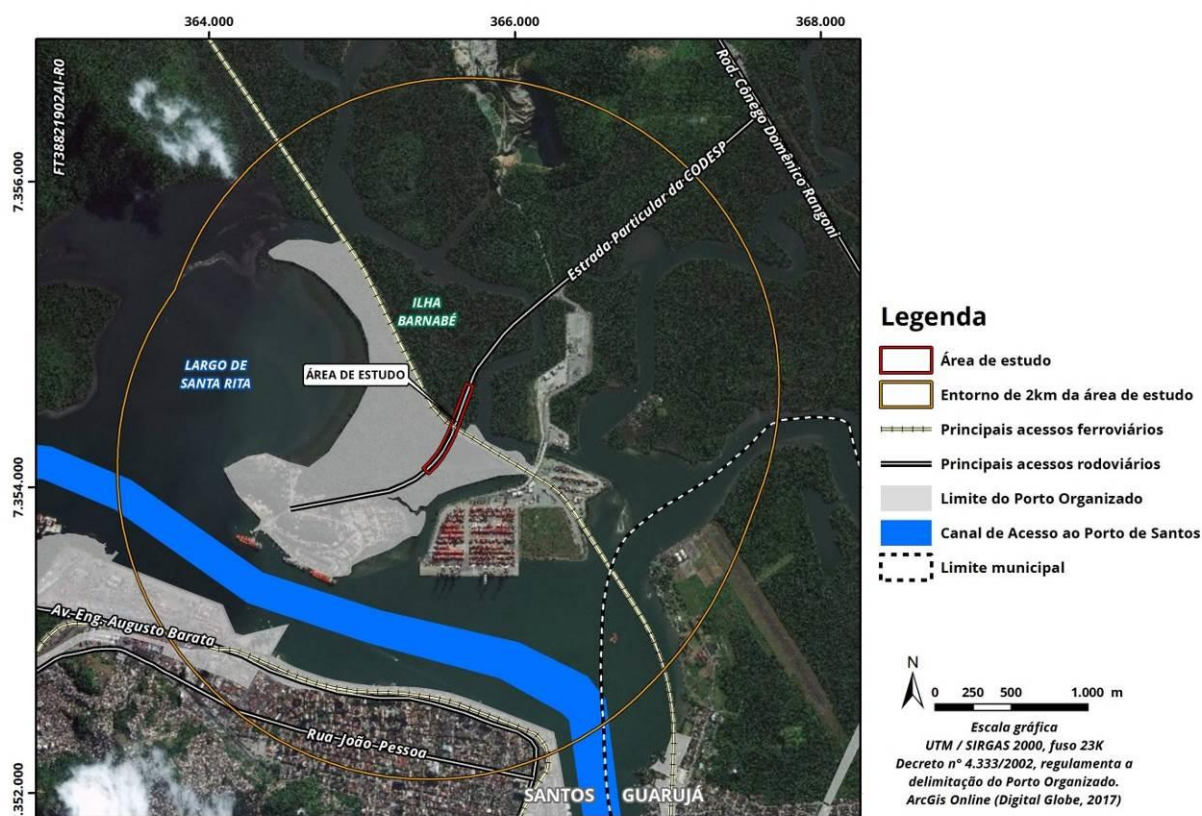 364.000
366.000
368.000
7.356.000
7.354.000
7.352.000
FT38821902AI-R0
Rod. Cônego Domênico Rangoni
Estrada Particular da CODESP
ILHA
BARNABÉ
LARGO DE
SANTA RITA
ÁREA DE ESTUDO
Av. Eng. Augusto Barata
Rua João Pessoa
SANTOS
GUARUJÁ
Legenda
Área de estudo
Entorno de 2km da área de estudo
Principais acessos ferroviários
Principais acessos rodoviários
Limite do Porto Organizado
Canal de Acesso ao Porto de Santos
Limite municipal
N
0 250 500 1.000 m
Escala gráfica
UTM / SIRGAS 2000, fuso 23K
Decreto nº 4.333/2002, regulamenta a
delimitação do Porto Organizado.
ArcGis Online (Digital Globe, 2017)